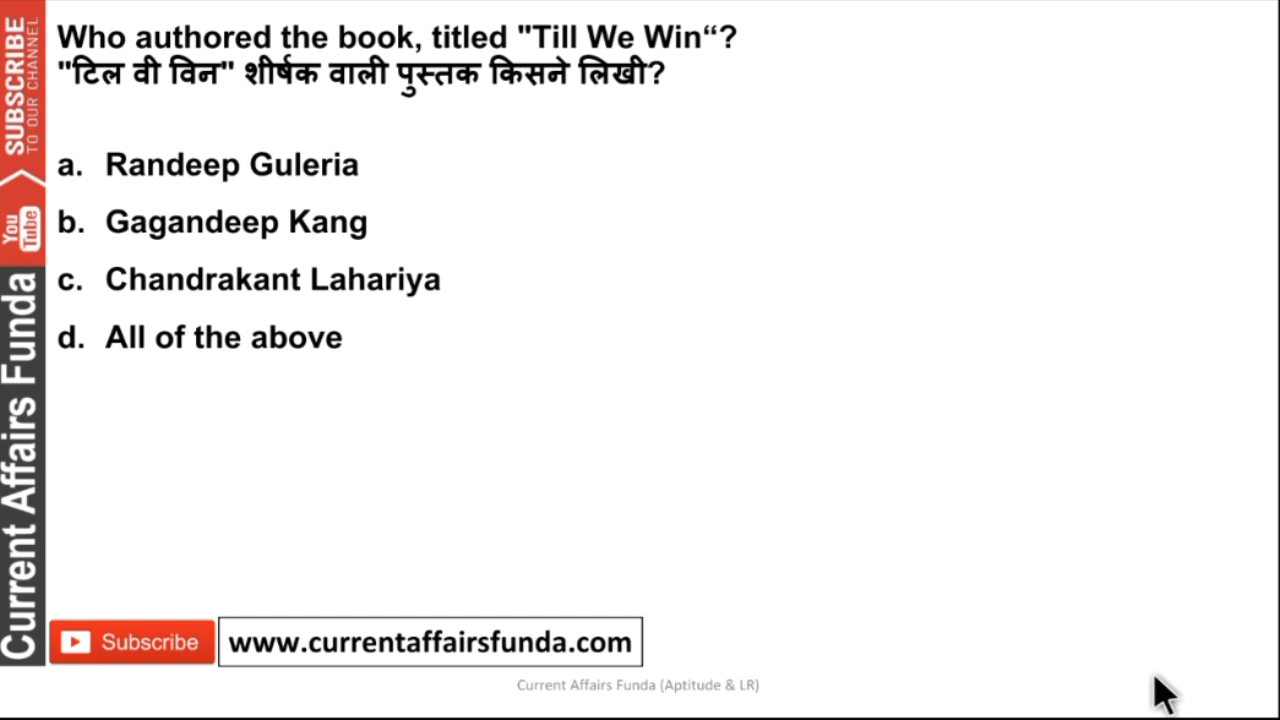 Who authored the book, titled "Till We Win“?
"टिल वी विन" शीर्षक वाली पुस्तक किसने लिखी?
a. Randeep Guleria
b. Gagandeep Kang
c. Chandrakant Lahariya
d. All of the above
SUBSCRIBE
TO OUR CHANNEL
You Tube
Current Affairs Funda
Subscribe
www.currentaffairsfunda.com
Current Affairs Funda (Aptitude & LR)